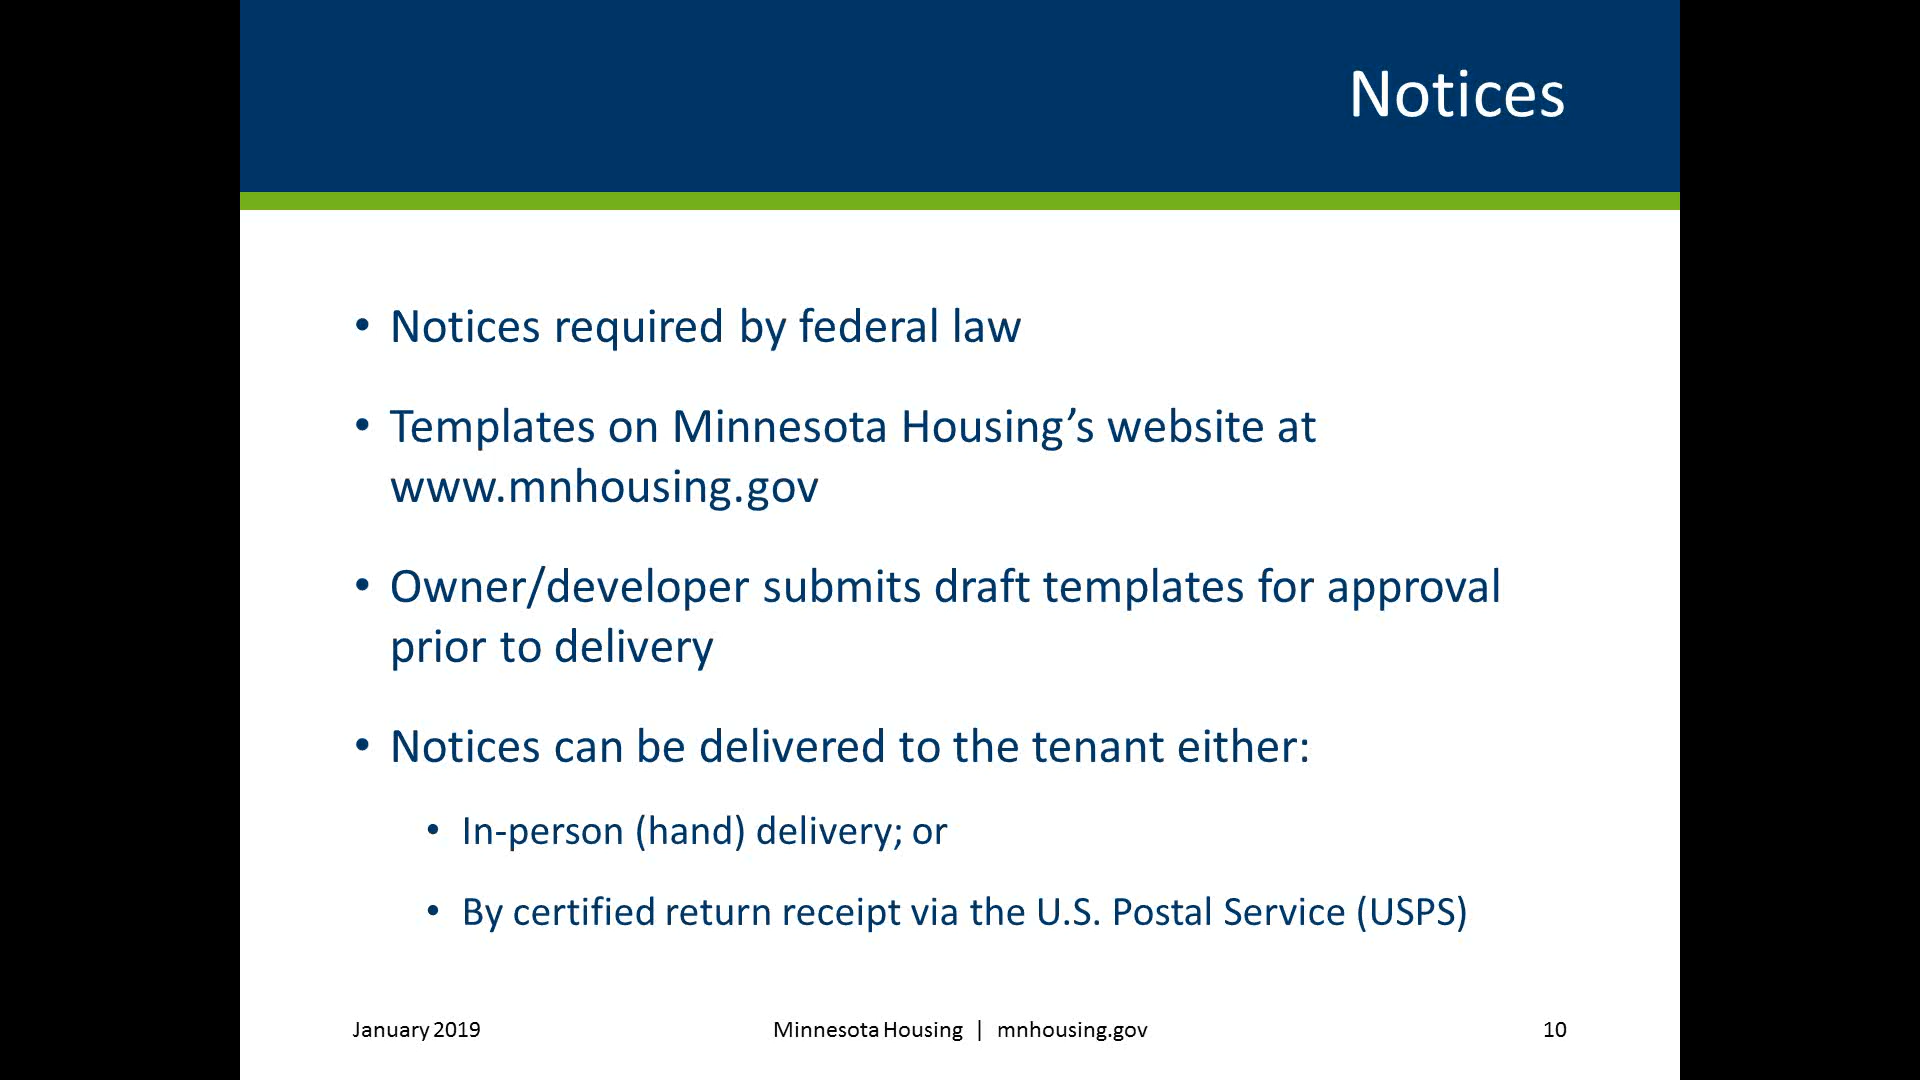 Notices
• Notices required by federal law
• Templates on Minnesota Housing’s website at
www.mnhousing.gov
• Owner/developer submits draft templates for approval
prior to delivery
• Notices can be delivered to the tenant either:
• In-person (hand) delivery; or
• By certified return receipt via the U.S. Postal Service (USPS)
January 2019
Minnesota Housing | mnhousing.gov
10